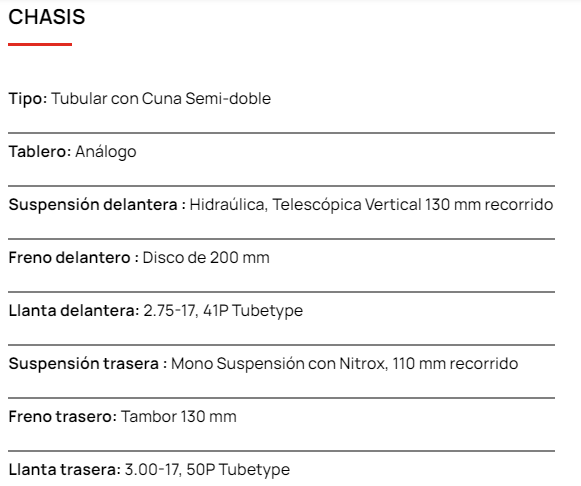 CHASIS
Tipo: Tubular con Cuna Semi-doble
Tablero: Análogo
Suspensión delantera : Hidraúlica, Telescópica Vertical 130 mm recorrido
Freno delantero : Disco de 200 mm
Llanta delantera: 2.75-17, 41P Tubetype
Suspensión trasera : Mono Suspensión con Nitrox, 110 mm recorrido
Freno trasero: Tambor 130 mm
Llanta trasera: 3.00-17, 50P Tubetype